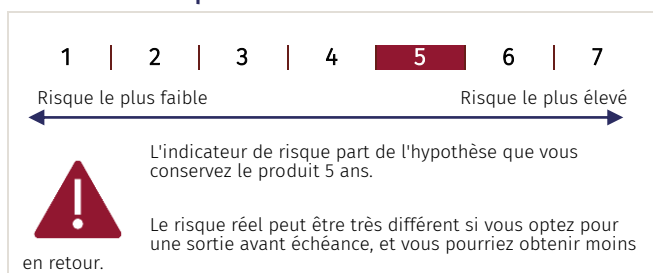 1 | 2 | 3 | 4 | 5 | 6 | 7
Risque le plus faible Risque le plus élevé
L'indicateur de risque part de l'hypothèse que vous
conservez le produit 5 ans.
Le risque réel peut être très différent si vous optez pour
une sortie avant échéance, et vous pourriez obtenir moins
en retour.